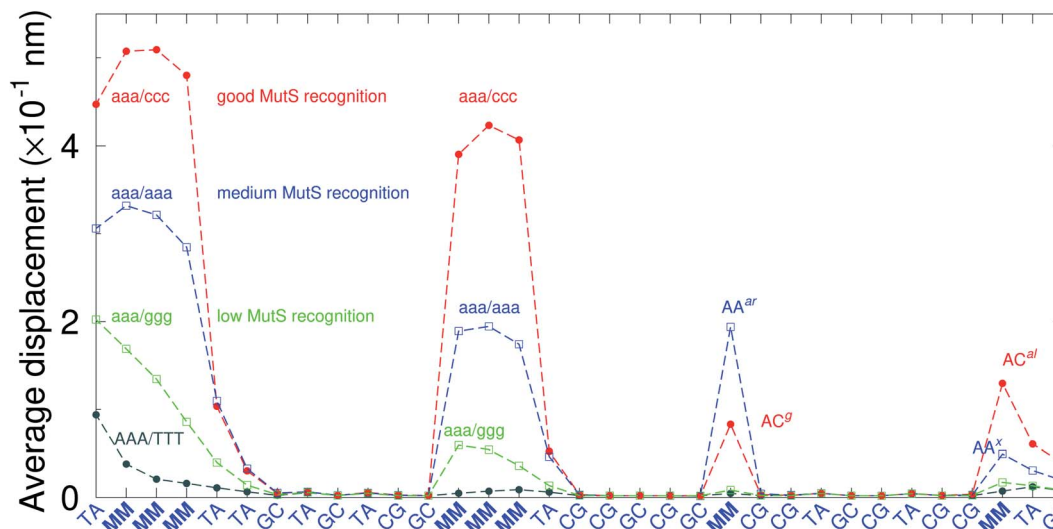 Average displacement (×10⁻¹ nm)
4
2
0
aaa/ccc good MutS recognition
aaa/ccc
aaa/aaa medium MutS recognition
aaa/ggg low MutS recognition
aaa/aaa
AA^ar
AC^al
AC^g
AAA/TTT
aaa/ggg
AA^x
TA MM MM MM TA TA GC TA GC TA CG GC MM MM MM TA CG CG GC CG GC MM CG CG TA GC CG TA CG CG MM TA